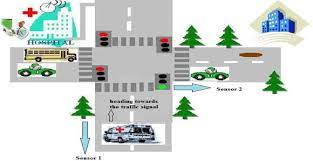 HOSPITAL
heading towards
the traffic signal
Sensor 2
Sensor 1